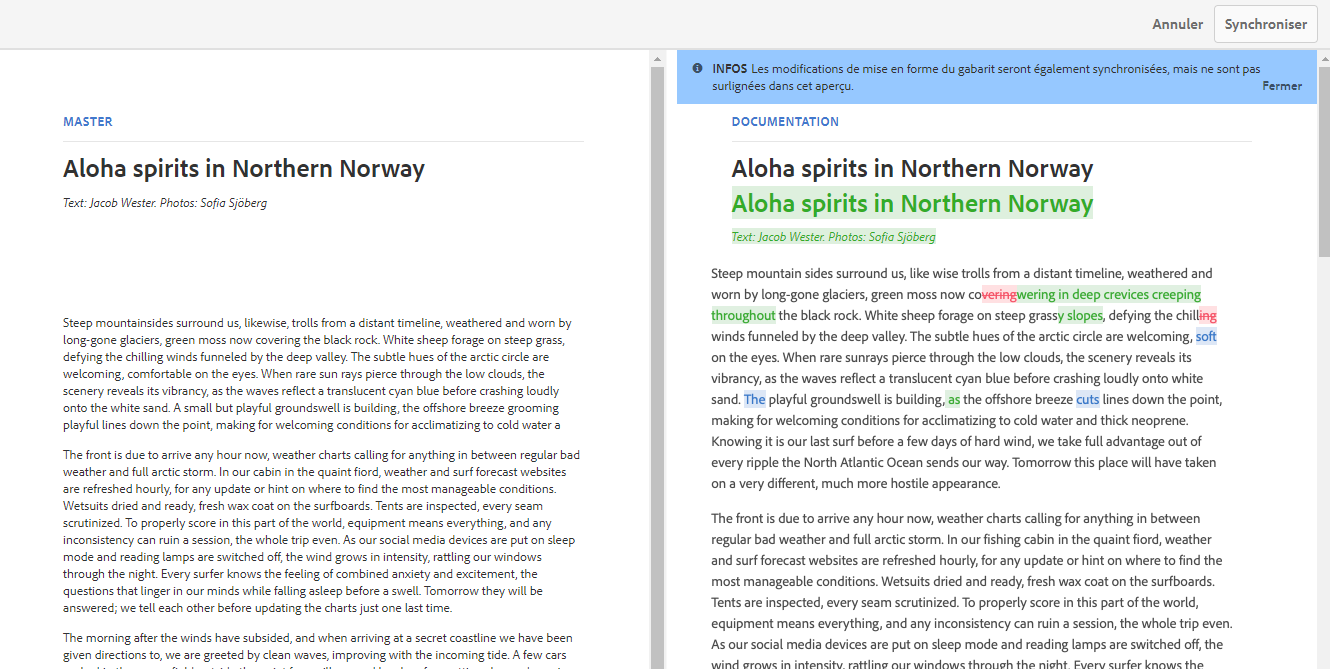 Annuler
Synchroniser
MASTER
Aloha spirits in Northern Norway
Text: Jacob Wester. Photos: Sofia Sjöberg
Steep mountainsides surround us, likewise, trolls from a distant timeline, weathered and worn by
long-gone glaciers, green moss now covering the black rock. White sheep forage on steep grass,
defying the chilling winds funneled by the deep valley. The subtle hues of the arctic circle are
welcoming, comfortable on the eyes. When rare sun rays pierce through the low clouds, the
scenery reveals its vibrancy, as the waves reflect a translucent cyan blue before crashing loudly
onto the white sand. A small but playful groundswell is building, the offshore breeze grooming
playful lines down the point, making for welcoming conditions for acclimatizing to cold water a
The front is due to arrive any hour now, weather charts calling for anything in between regular bad
weather and full arctic storm. In our cabin in the quaint fiord, weather and surf forecast websites
are refreshed hourly, for any update or hint on where to find the most manageable conditions.
Wetsuits dried and ready, fresh wax coat on the surfboards. Tents are inspected, every seam
scrutinized. To properly score in this part of the world, equipment means everything, and any
inconsistency can ruin a session, the whole trip even. As our social media devices are put on sleep
mode and reading lamps are switched off, the wind grows in intensity, rattling our windows
through the night. Every surfer knows the feeling of combined anxiety and excitement, the
questions that linger in our minds while falling asleep before a swell. Tomorrow they will be
answered; we tell each other before updating the charts just one last time.
The morning after the winds have subsided, and when arriving at a secret coastline we have been
given directions to, we are greeted by clean waves, improving with the incoming tide. A few cars
INFOS Les modifications de mise en forme du gabarit seront également synchronisées, mais ne sont pas
surlignées dans cet aperçu.
Fermer
DOCUMENTATION
Aloha spirits in Northern Norway
Aloha spirits in Northern Norway
Text: Jacob Wester. Photos: Sofia Sjöberg
Steep mountain sides surround us, like wise trolls from a distant timeline, weathered and
worn by long-gone glaciers, green moss now coveringwering in deep crevices creeping
throughout the black rock. White sheep forage on steep grassy slopes, defying the chilling
winds funneled by the deep valley. The subtle hues of the arctic circle are welcoming, soft
on the eyes. When rare sunrays pierce through the low clouds, the scenery reveals its
vibrancy, as the waves reflect a translucent cyan blue before crashing loudly onto the white
sand. The playful groundswell is building, as the offshore breeze cuts lines down the point,
making for welcoming conditions for acclimatizing to cold water and thick neoprene.
Knowing it is our last surf before a few days of hard wind, we take full advantage out of
every ripple the North Atlantic Ocean sends our way. Tomorrow this place will have taken
on a very different, much more hostile appearance.
The front is due to arrive any hour now, weather charts calling for anything in between
regular bad weather and full arctic storm. In our fishing cabin in the quaint fiord, weather
and surf forecast websites are refreshed hourly, for any update or hint on where to find the
most manageable conditions. Wetsuits dried and ready, fresh wax coat on the surfboards.
Tents are inspected, every seam scrutinized. To properly score in this part of the world,
equipment means everything, and any inconsistency can ruin a session, the whole trip even.
As our social media devices are put on sleep mode and reading lamps are switched off, the
wind grows in intensity, rattling our windows through the night. Every surfer knows the